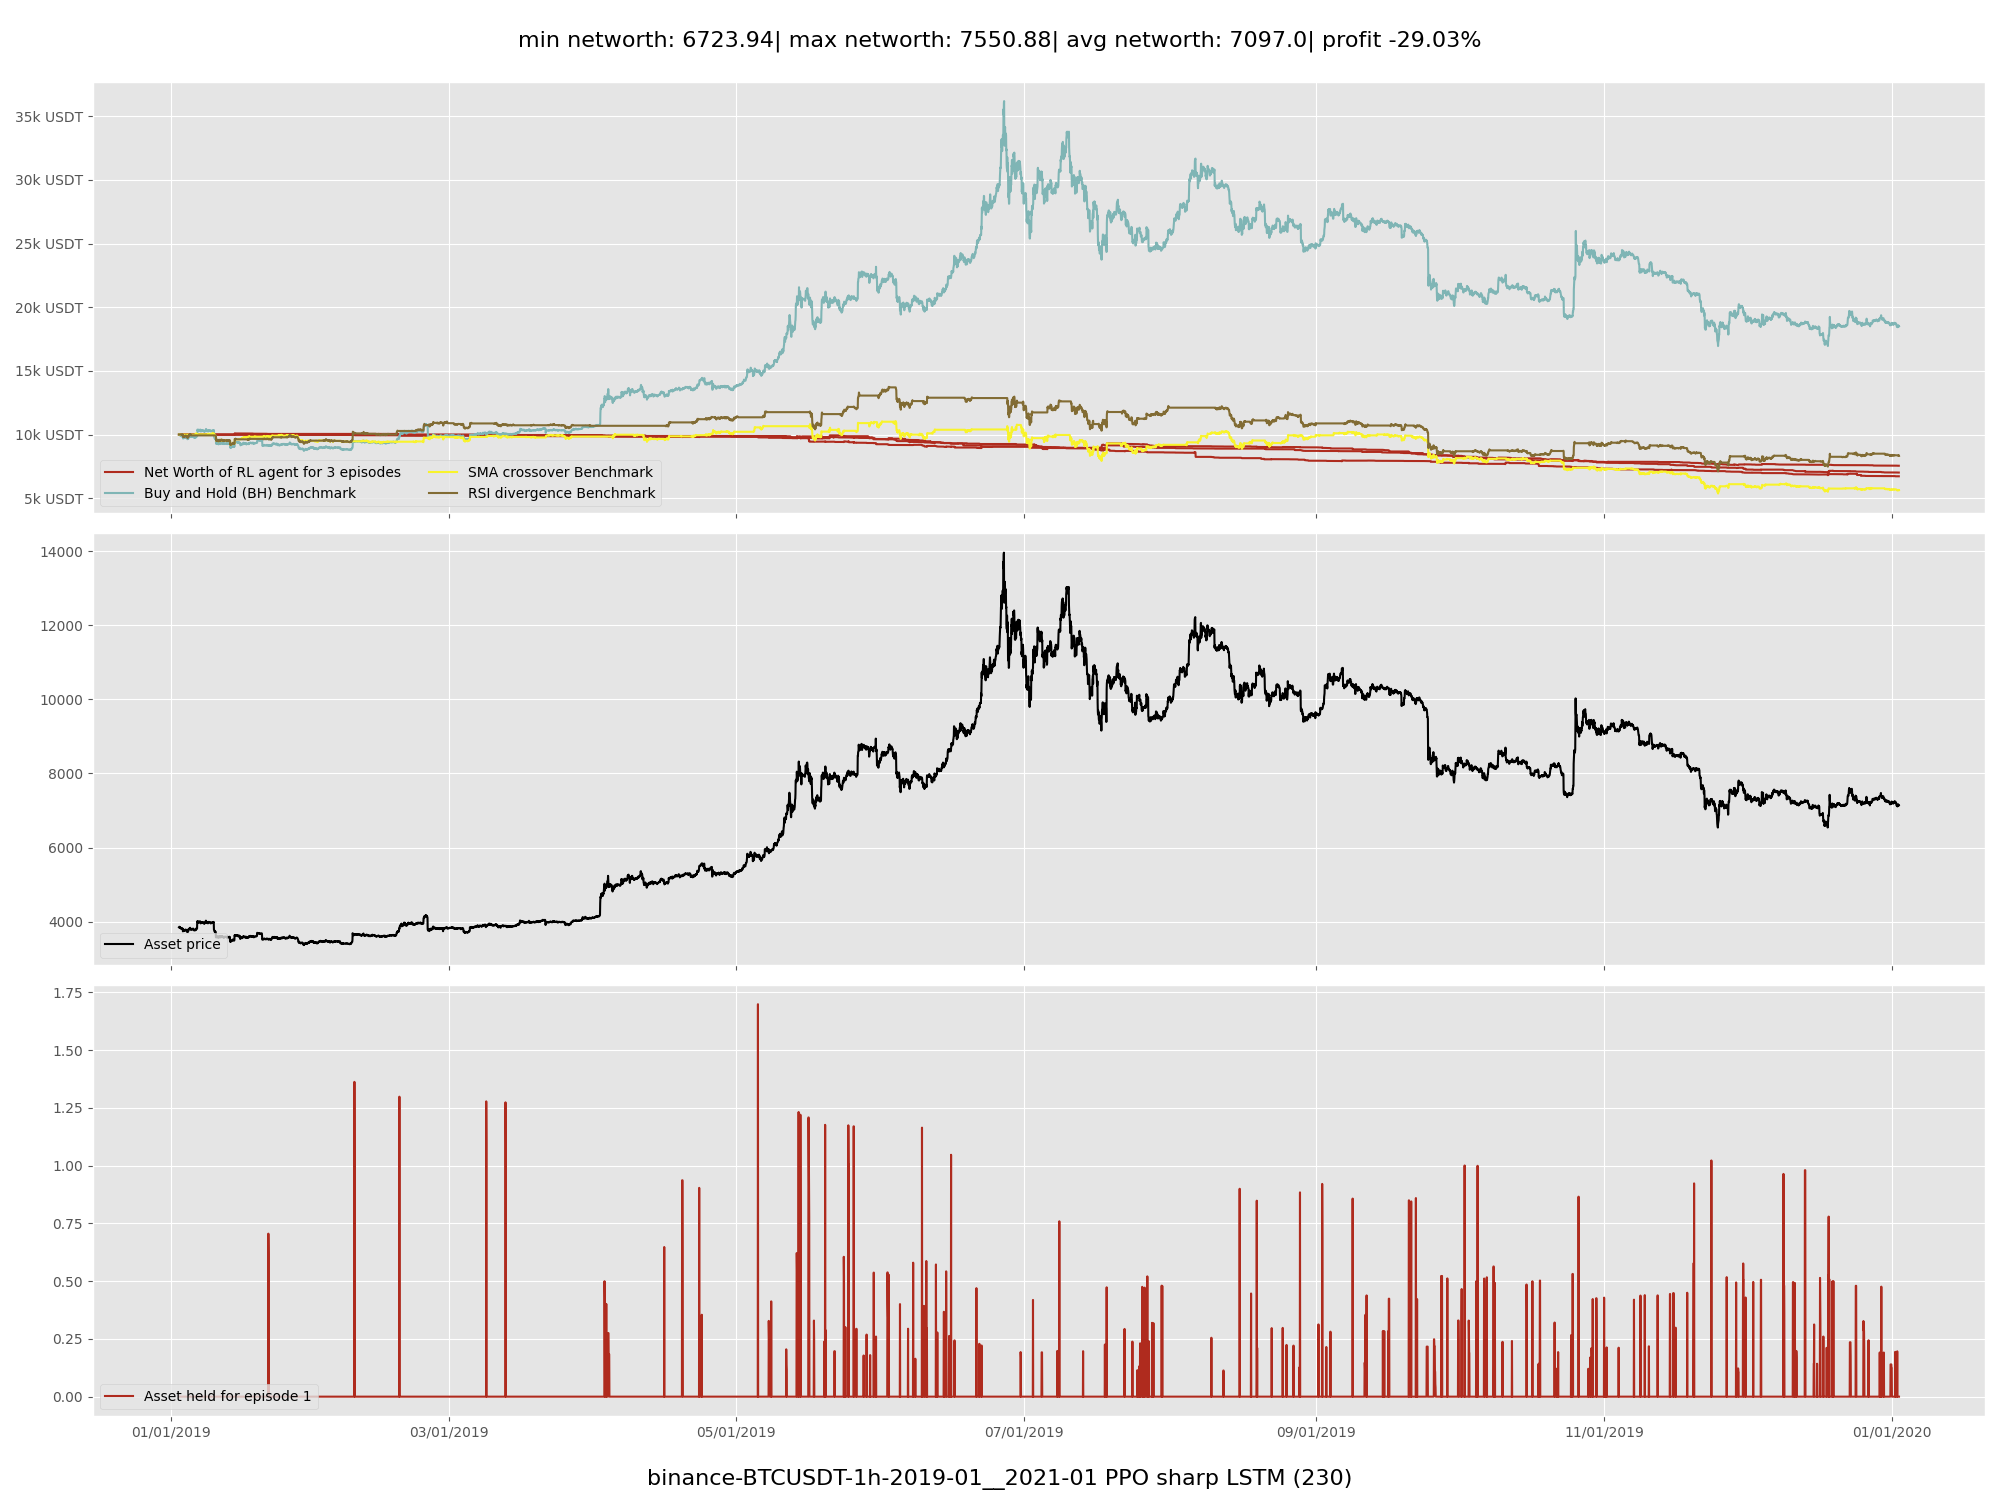 min networth: 6723.94| max networth: 7550.88| avg networth: 7097.0| profit -29.03%
35k USDT
30k USDT
25k USDT
20k USDT
15k USDT
10k USDT
5k USDT
Net Worth of RL agent for 3 episodes
Buy and Hold (BH) Benchmark
SMA crossover Benchmark
RSI divergence Benchmark
14000
12000
10000
8000
6000
4000
Asset price
1.75
1.50
1.25
1.00
0.75
0.50
0.25
0.00
Asset held for episode 1
01/01/2019 03/01/2019 05/01/2019 07/01/2019 09/01/2019 11/01/2019 01/01/2020
binance-BTCUSDT-1h-2019-01__2021-01 PPO sharp LSTM (230)